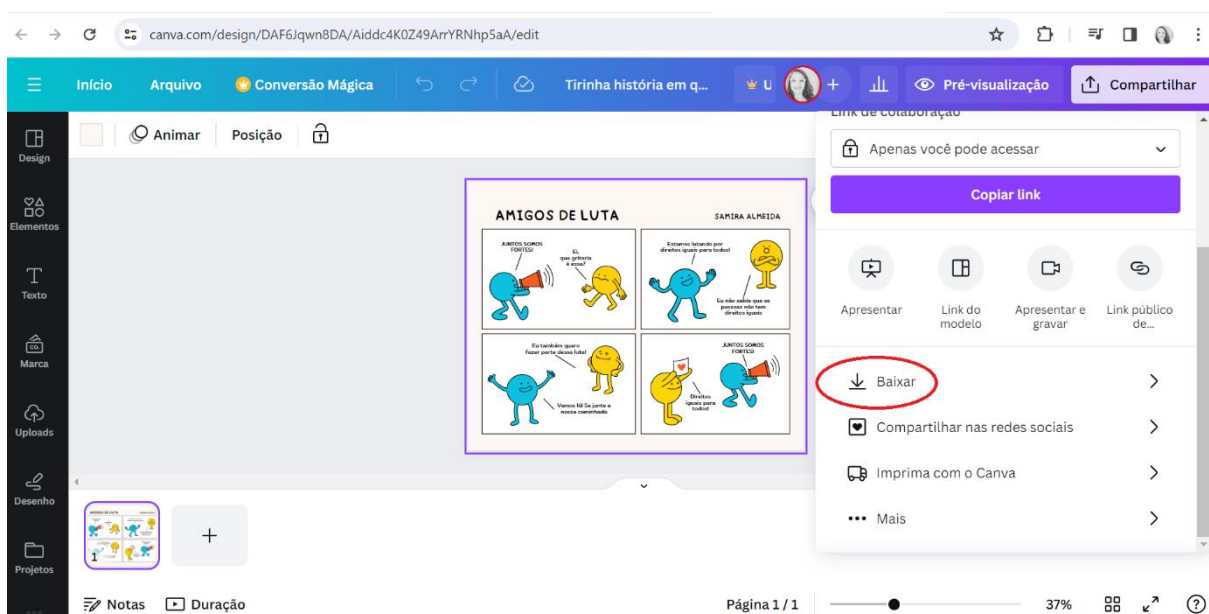 canva.com/design/DAF6Jqwn8DA/Aiddc4K0Z49ArrYRNhp5aA/edit
Início Arquivo Conversão Mágica Tirinha história em q... U + Pré-visualização Compartilhar
Design
Elementos
Texto
CO.
Marca
Uploads
Desenho
Projetos
Animar Posição
AMIGOS DE LUTA SAMIRA ALMEIDA
JUNTOS SOMOS
FORTES!
Ei,
que gritaria
é essa?
Estamos lutando por
direitos iguais para todos!
Eu não sabia que as
pessoas não tem
direitos iguais
Eu também quero
fazer parte dessa luta!
Vamos lá! Se junte a
nossa caminhada
Direitos
iguais para
todos!
JUNTOS SOMOS
FORTES!
Link de colaboração
Apenas você pode acessar
Copiar link
Apresentar
Link do
modelo
Apresentar e
gravar
Link público
de...
Baixar
Compartilhar nas redes sociais
Imprima com o Canva
Mais
1
+
Notas Duração Página 1 / 1 37%